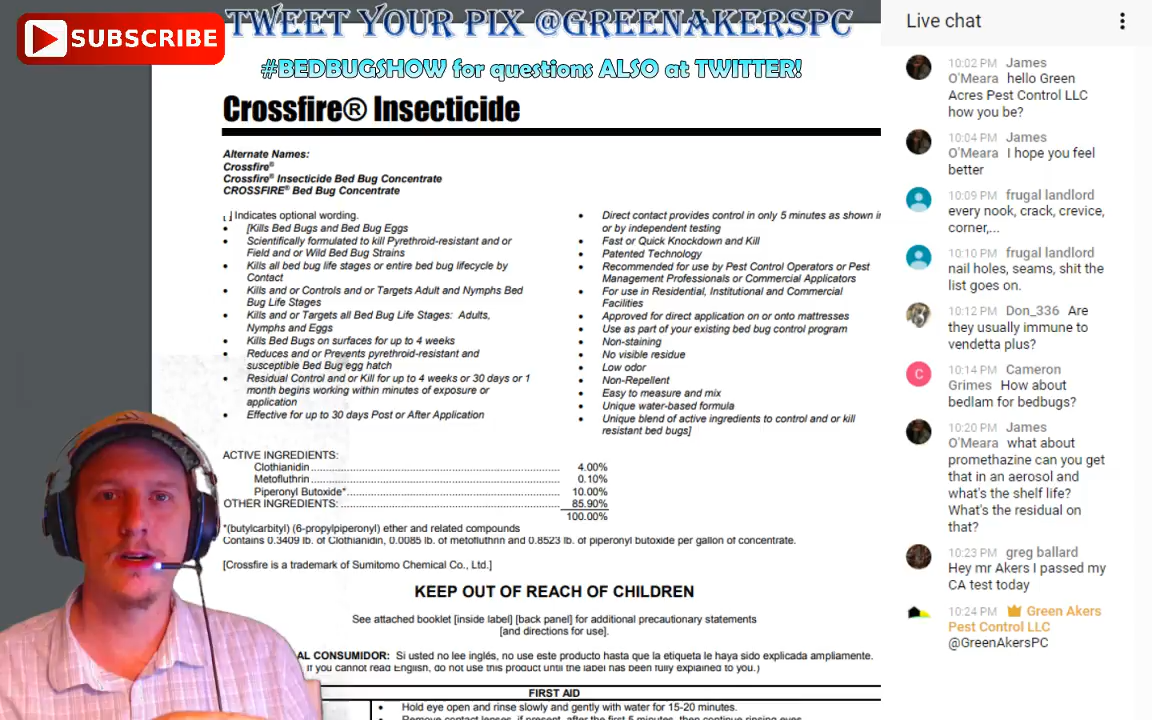 SUBSCRIBE
TWEET YOUR PIX @GREENAKERSPC
#BEDBUGSHOW for questions ALSO at TWITTER!
Crossfire® Insecticide
Alternate Names:
Crossfire®
Crossfire® Insecticide Bed Bug Concentrate
CROSSFIRE® Bed Bug Concentrate
[ ] Indicates optional wording.
• [Kills Bed Bugs and Bed Bug Eggs
• Scientifically formulated to kill Pyrethroid-resistant and or
Field and or Wild Bed Bug Strains
• Kills all bed bug life stages or entire bed bug lifecycle by
Contact
• Kills and or Controls and or Targets Adult and Nymphs Bed
Bug Life Stages
• Kills and or Targets all Bed Bug Life Stages: Adults,
Nymphs and Eggs
• Kills Bed Bugs on surfaces for up to 4 weeks
• Reduces and or Prevents pyrethroid-resistant and
susceptible Bed Bug egg hatch
• Residual Control and or Kill for up to 4 weeks or 30 days or 1
month begins working within minutes of exposure or
application
• Effective for up to 30 days Post or After Application
• Direct contact provides control in only 5 minutes as shown in
or by independent testing
• Fast or Quick Knockdown and Kill
• Patented Technology
• Recommended for use by Pest Control Operators or Pest
Management Professionals or Commercial Applicators
• For use in Residential, Institutional and Commercial
Facilities
• Approved for direct application on or onto mattresses
• Use as part of your existing bed bug control program
• Non-staining
• No visible residue
• Low odor
• Non-Repellent
• Easy to measure and mix
• Unique water-based formula
• Unique blend of active ingredients to control and or kill
resistant bed bugs]
ACTIVE INGREDIENTS:
Clothianidin 4.00%
Metofluthrin 0.10%
Piperonyl Butoxide* 10.00%
OTHER INGREDIENTS: 85.90%
100.00%
*(butylcarbityl) (6-propylpiperonyl) ether and related compounds
Contains 0.3409 lb. of Clothianidin, 0.0085 lb. of metofluthrin and 0.8523 lb. of piperonyl butoxide per gallon of concentrate.
[Crossfire is a trademark of Sumitomo Chemical Co., Ltd.]
KEEP OUT OF REACH OF CHILDREN
See attached booklet [inside label] [back panel] for additional precautionary statements
[and directions for use].
AL CONSUMIDOR: Si usted no lee inglés, no use este producto hasta que la etiqueta le haya sido explicada ampliamente.
If you cannot read English, do not use this product until the label has been fully explained to you.)
FIRST AID
• Hold eye open and rinse slowly and gently with water for 15-20 minutes.
• Remove contact lenses, if present, after the first 5 minutes, then continue rinsing eyes.
Live chat
10:02 PM James
O'Meara hello Green
Acres Pest Control LLC
how you be?
10:04 PM James
O'Meara I hope you feel
better
10:09 PM frugal landlord
every nook, crack, crevice,
corner,...
10:10 PM frugal landlord
nail holes, seams, shit the
list goes on.
10:12 PM Don_336 Are
they usually immune to
vendetta plus?
C
10:14 PM Cameron
Grimes How about
bedlam for bedbugs?
10:20 PM James
O'Meara what about
promethazine can you get
that in an aerosol and
what's the shelf life?
What's the residual on
that?
10:23 PM greg ballard
Hey mr Akers I passed my
CA test today
10:24 PM Green Akers
Pest Control LLC
@GreenAkersPC